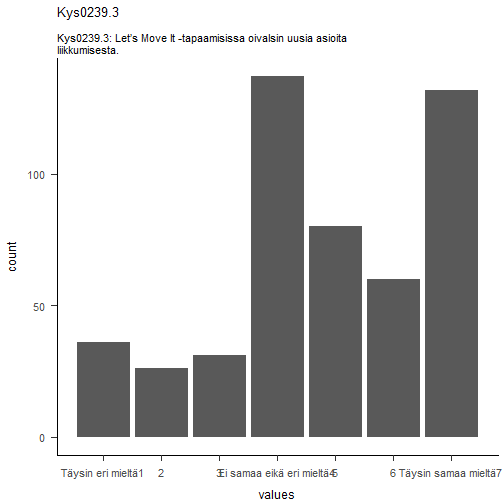 Kys0239.3
Kys0239.3: Let's Move It -tapaamisissa oivalsin uusia asioita
liikkumisesta.
100
50
0
count
Täysin eri mieltä1 2 3 Ei samaa eikä eri mieltä4 5 6 Täysin samaa mieltä7
values